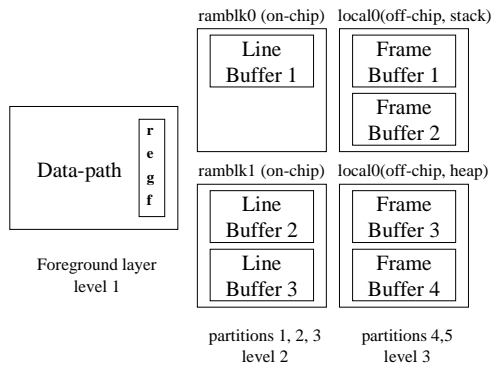 ramblk0 (on-chip)
local0(off-chip, stack)
Line
Buffer 1
Frame
Buffer 1
Frame
Buffer 2
Data-path
r
e
g
f
ramblk1 (on-chip)
local0(off-chip, heap)
Line
Buffer 2
Line
Buffer 3
Frame
Buffer 3
Frame
Buffer 4
Foreground layer
level 1
partitions 1, 2, 3
level 2
partitions 4,5
level 3